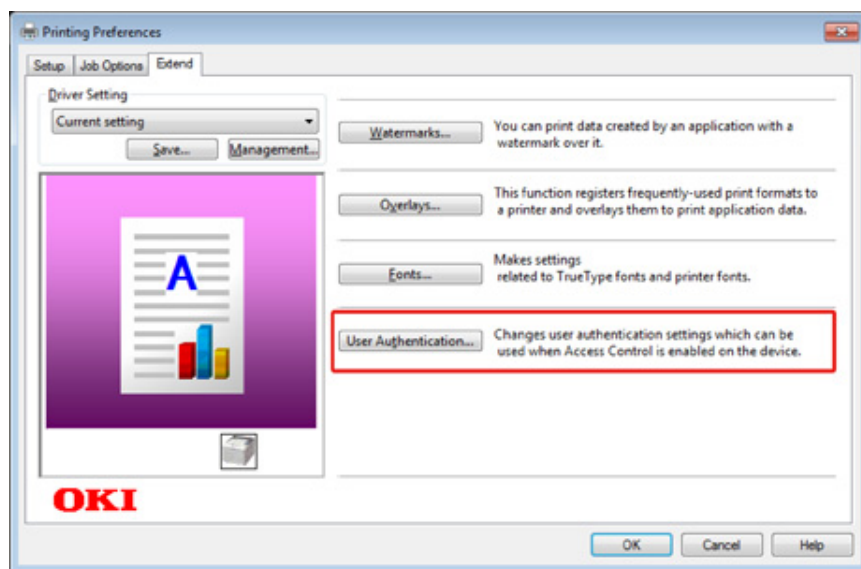 Printing Preferences
Setup Job Options Extend
Driver Setting
Current setting
Save... Management...
Watermarks... You can print data created by an application with a
watermark over it.
Overlays... This function registers frequently-used print formats to
a printer and overlays them to print application data.
Fonts... Makes settings
related to TrueType fonts and printer fonts.
User Authentication... Changes user authentication settings which can be
used when Access Control is enabled on the device.
A
OKI
OK Cancel Help